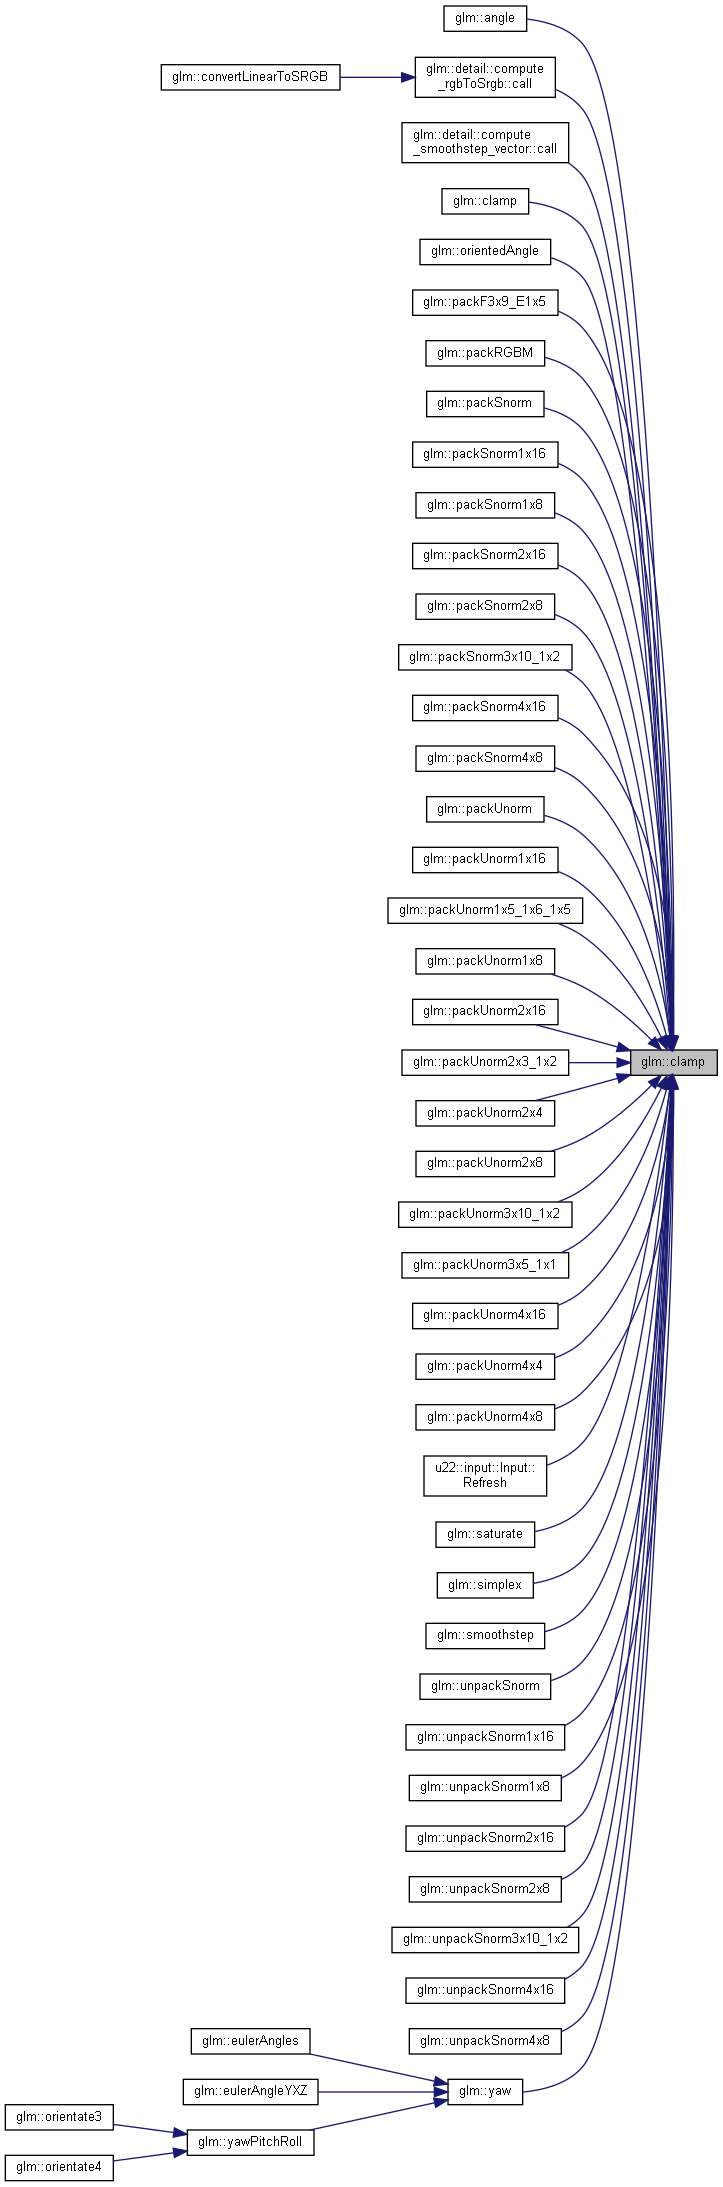 glm::angle
glm::convertLinearToSRGB
glm::detail::compute
_rgbToSrgb::call
glm::detail::compute
_smoothstep_vector::call
glm::clamp
glm::orientedAngle
glm::packF3x9_E1x5
glm::packRGBM
glm::packSnorm
glm::packSnorm1x16
glm::packSnorm1x8
glm::packSnorm2x16
glm::packSnorm2x8
glm::packSnorm3x10_1x2
glm::packSnorm4x16
glm::packSnorm4x8
glm::packUnorm
glm::packUnorm1x16
glm::packUnorm1x5_1x6_1x5
glm::packUnorm1x8
glm::packUnorm2x16
glm::packUnorm2x3_1x2
glm::clamp
glm::packUnorm2x4
glm::packUnorm2x8
glm::packUnorm3x10_1x2
glm::packUnorm3x5_1x1
glm::packUnorm4x16
glm::packUnorm4x4
glm::packUnorm4x8
u22::input::Input::
Refresh
glm::saturate
glm::simplex
glm::smoothstep
glm::unpackSnorm
glm::unpackSnorm1x16
glm::unpackSnorm1x8
glm::unpackSnorm2x16
glm::unpackSnorm2x8
glm::unpackSnorm3x10_1x2
glm::unpackSnorm4x16
glm::unpackSnorm4x8
glm::eulerAngles
glm::eulerAngleYXZ
glm::yaw
glm::orientate3
glm::yawPitchRoll
glm::orientate4